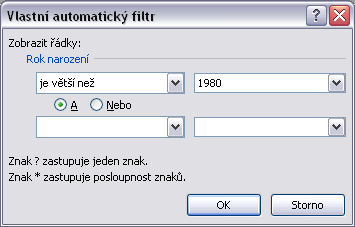 Vlastní automatický filtr
Zobrazit řádky:
Rok narození
je větší než 1980
A Nebo
Znak ? zastupuje jeden znak.
Znak * zastupuje posloupnost znaků.
OK Storno